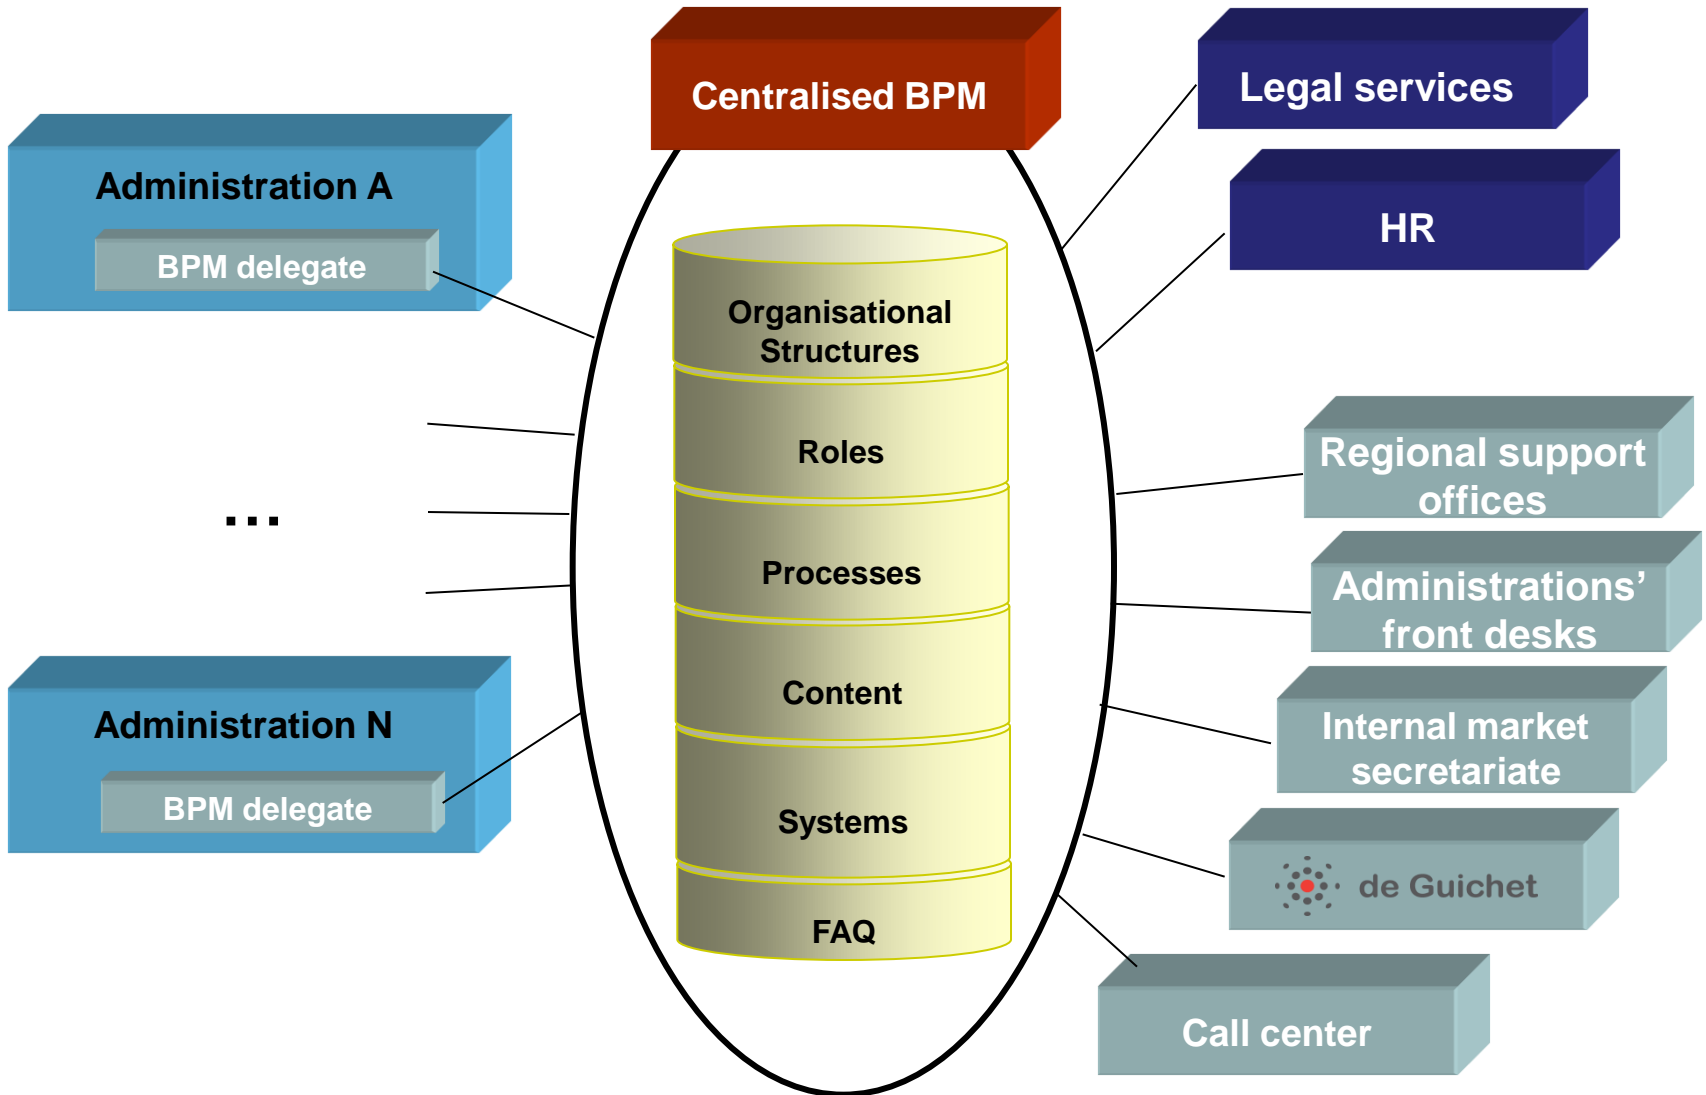 Centralised BPM
Legal services
HR
Administration A
BPM delegate
Organisational
Structures
Roles
Processes
Content
Systems
FAQ
...
Administration N
BPM delegate
Regional support
offices
Administrations’
front desks
Internal market
secretariate
de Guichet
Call center